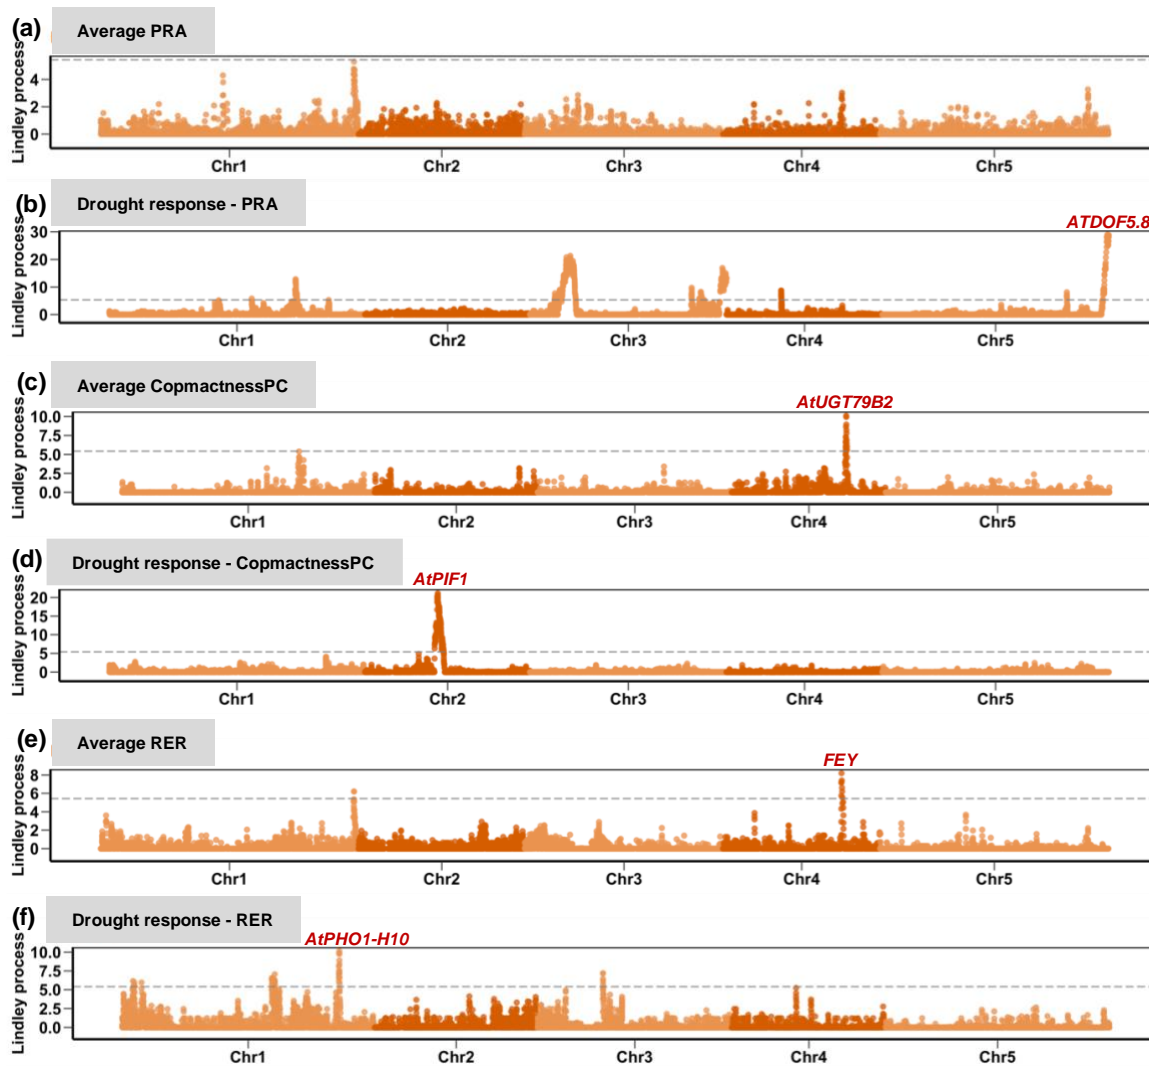 (a) Average PRA
Lindley process
4
2
0
Chr1 Chr2 Chr3 Chr4 Chr5
(b) Drought response - PRA
ATDOF5.8
Lindley process
30
20
10
0
Chr1 Chr2 Chr3 Chr4 Chr5
(c) Average CopmactnessPC
AtUGT79B2
Lindley process
10.0
7.5
5.0
2.5
0.0
Chr1 Chr2 Chr3 Chr4 Chr5
(d) Drought response - CopmactnessPC
AtPIF1
Lindley process
20
15
10
5
0
Chr1 Chr2 Chr3 Chr4 Chr5
(e) Average RER
FEY
Lindley process
8
6
4
2
0
Chr1 Chr2 Chr3 Chr4 Chr5
(f) Drought response - RER
AtPHO1-H10
Lindley process
10.0
7.5
5.0
2.5
0.0
Chr1 Chr2 Chr3 Chr4 Chr5